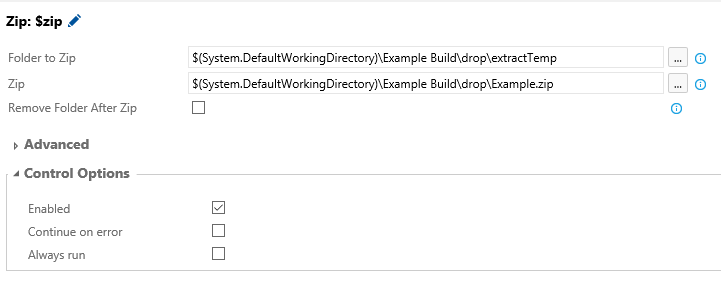 Zip: $zip
Folder to Zip $(System.DefaultWorkingDirectory)\Example Build\drop\extractTemp ...
Zip $(System.DefaultWorkingDirectory)\Example Build\drop\Example.zip ...
Remove Folder After Zip
Advanced
Control Options
Enabled
Continue on error
Always run